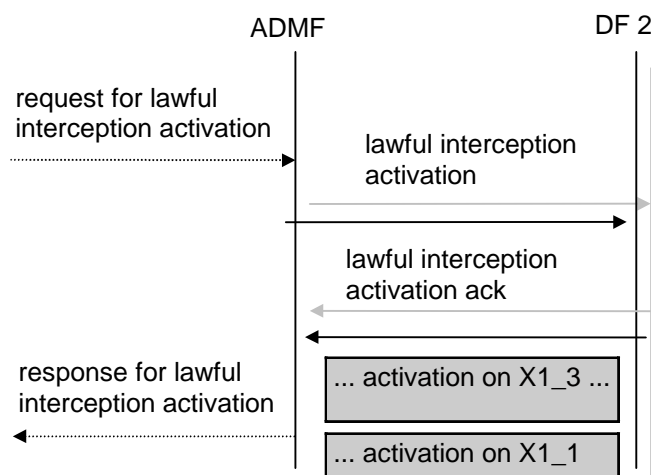 ADMF
DF 2
request for lawful
interception activation
lawful interception
activation
lawful interception
activation ack
response for lawful
interception activation
... activation on X1_3 ...
... activation on X1_1